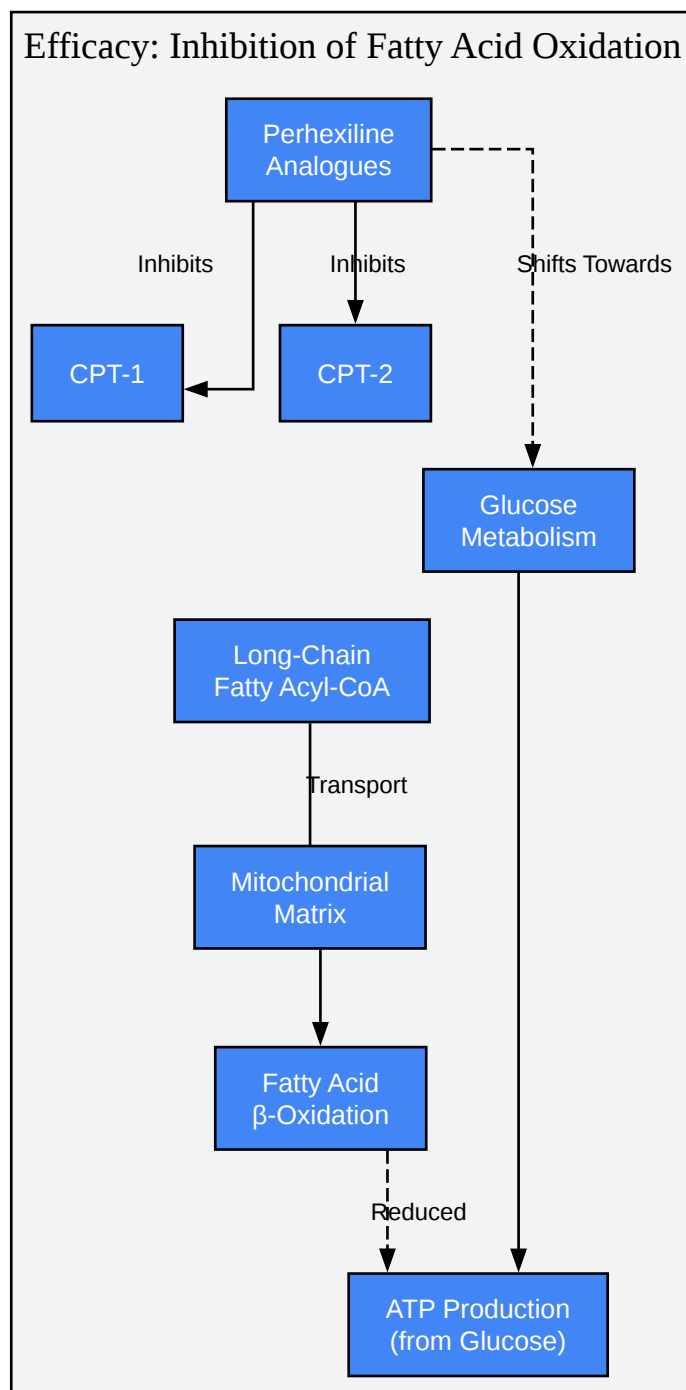 Efficacy: Inhibition of Fatty Acid Oxidation
Perhexiline
Analogues
Inhibits
Inhibits
Shifts Towards
CPT-1
CPT-2
Glucose
Metabolism
Long-Chain
Fatty Acyl-CoA
Transport
Mitochondrial
Matrix
Fatty Acid
β-Oxidation
Reduced
ATP Production
(from Glucose)